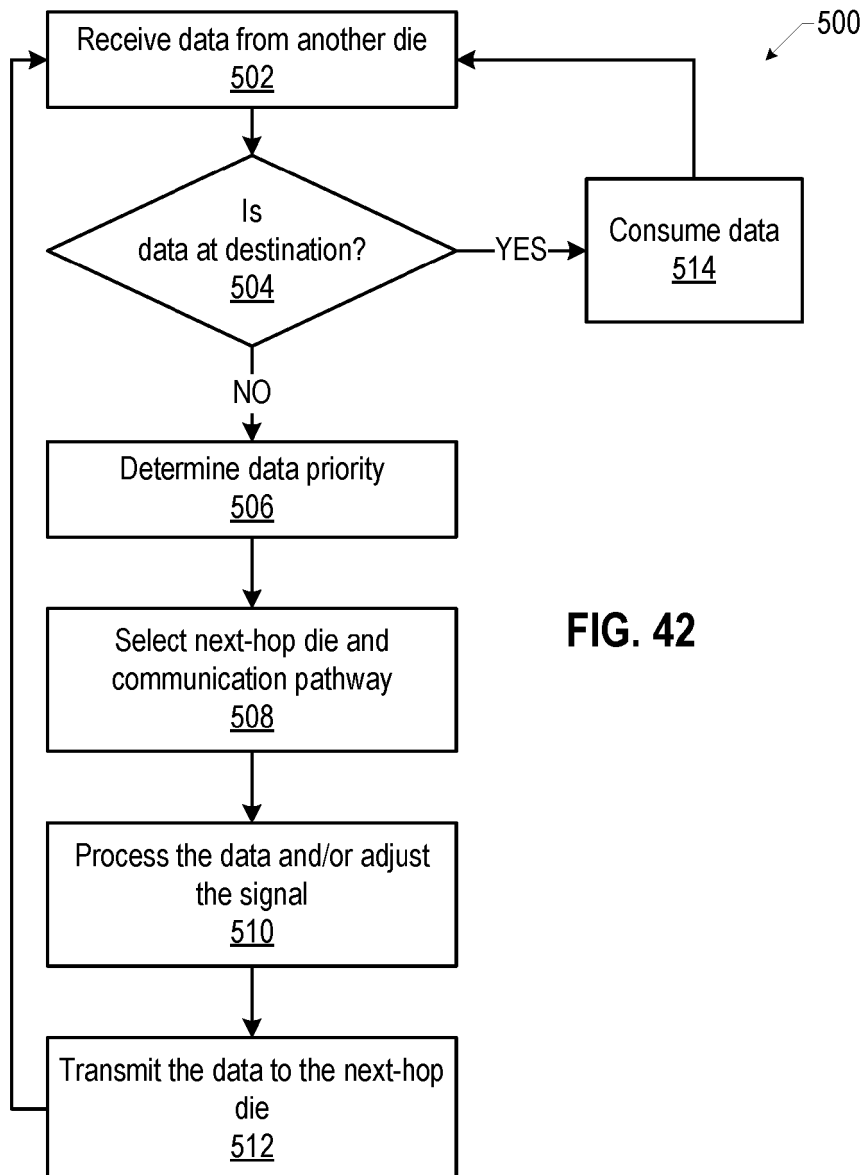 500
Receive data from another die
502
Is
data at destination?
504
YES
Consume data
514
NO
Determine data priority
506
Select next-hop die and
communication pathway
508
FIG. 42
Process the data and/or adjust
the signal
510
Transmit the data to the next-hop
die
512